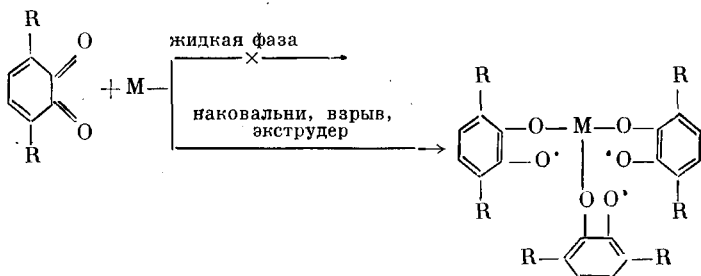 R
O
жидкая фаза
+ M
×
O
R
наковальни, взрыв,
экструдер
R
R
O — M — O
O•
•O
O O•
R
R
R
R